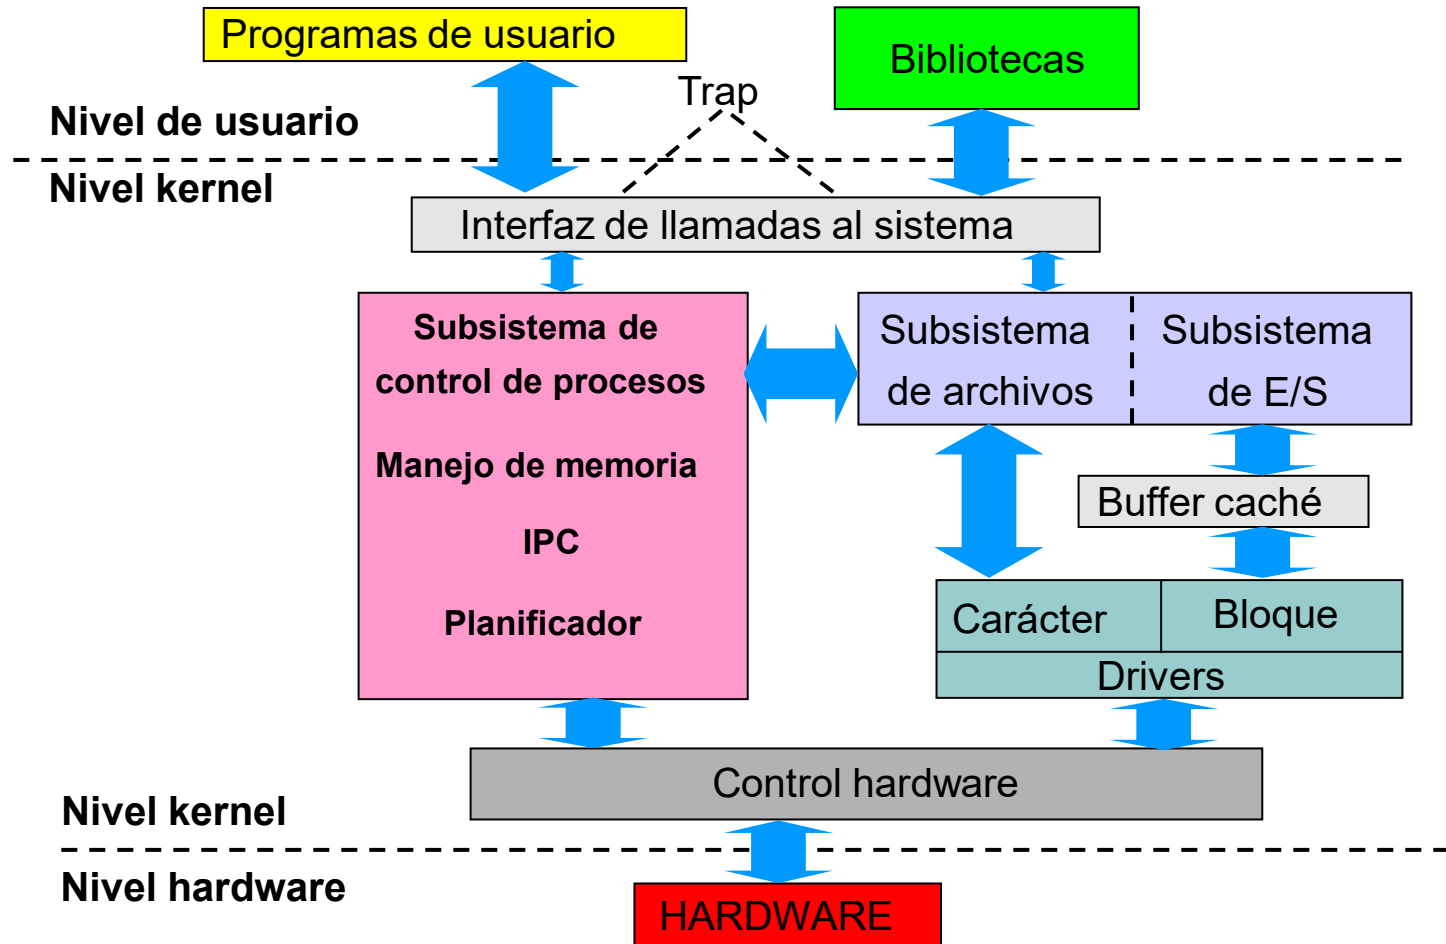 Programas de usuario
Bibliotecas
Trap
Nivel de usuario
Nivel kernel
Interfaz de llamadas al sistema
Subsistema de
control de procesos
Manejo de memoria
IPC
Planificador
Subsistema
de archivos
Subsistema
de E/S
Buffer caché
Carácter
Bloque
Drivers
Control hardware
Nivel kernel
Nivel hardware
HARDWARE